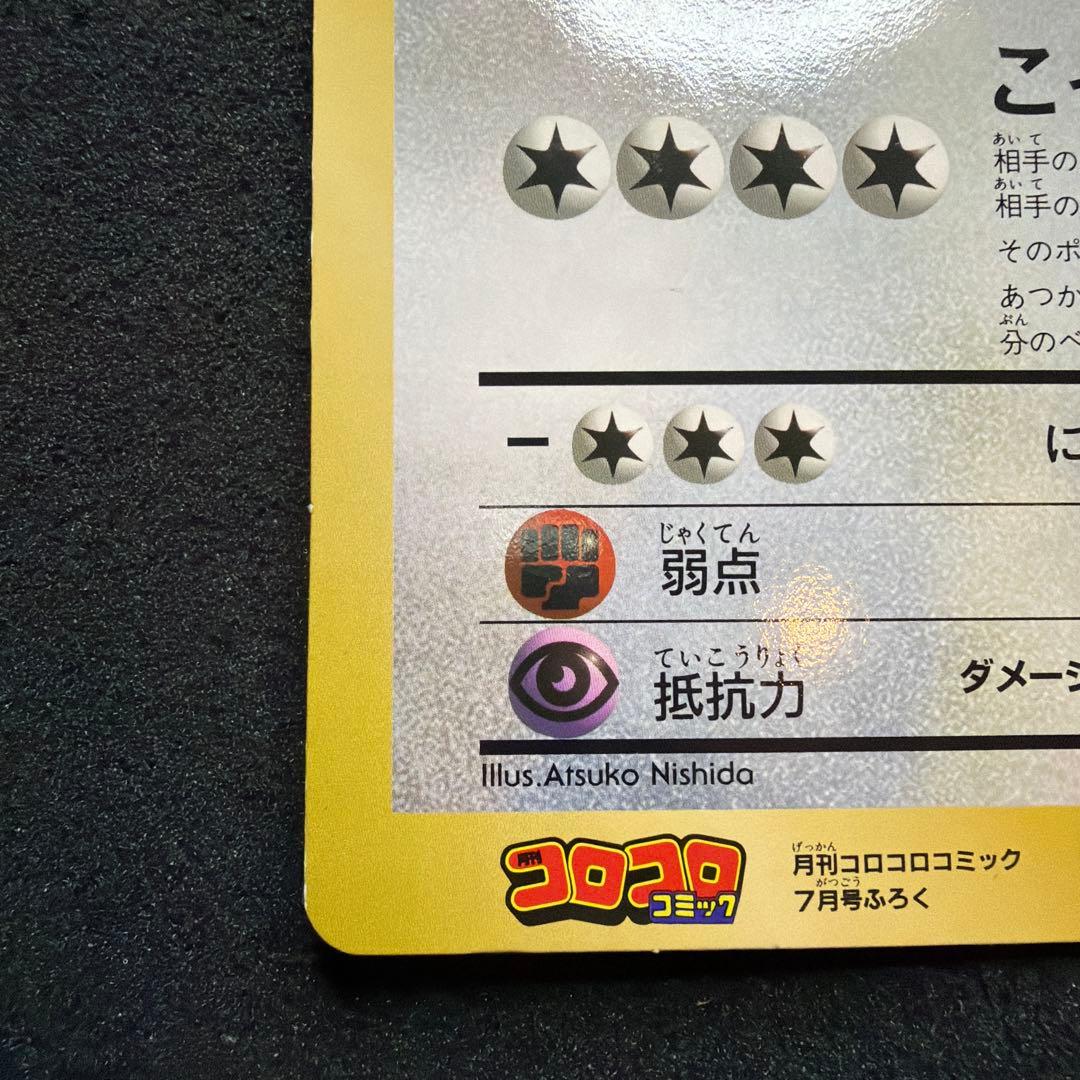 こ
あいて
相手の
あいて
相手の
そのポ
あつか
ぷん
分のベ
ー
に
じゃくてん
弱点
ていこうりょく
抵抗力
ダメージ
Illus.Atsuko Nishida
月刊
コロコロ
コミック
げっかん
月刊コロコロコミック
がつごう
7月号ふろく